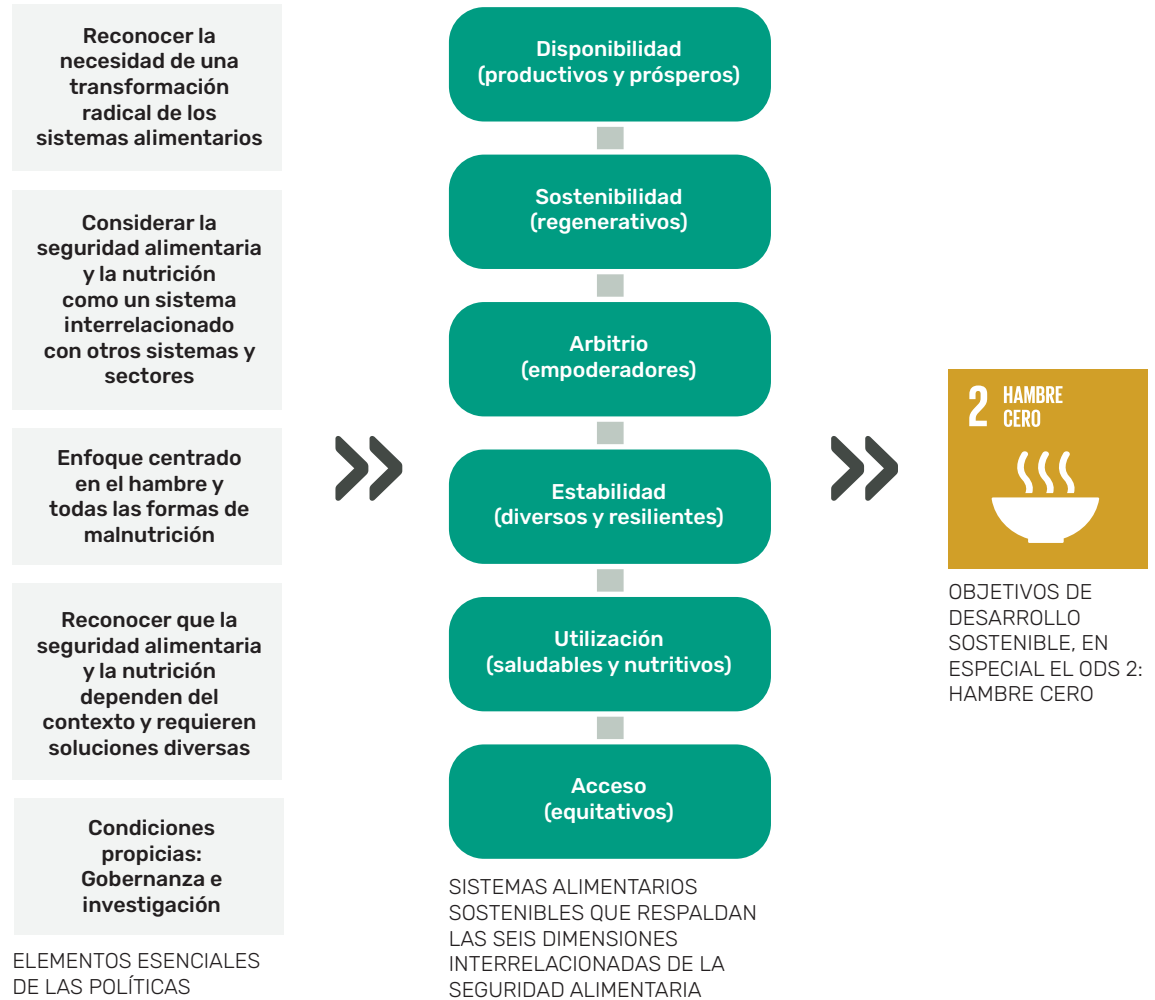 Reconocer la
necesidad de una
transformación
radical de los
sistemas alimentarios
Considerar la
seguridad alimentaria
y la nutrición
como un sistema
interrelacionado
con otros sistemas y
sectores
Enfoque centrado
en el hambre y
todas las formas de
malnutrición
Reconocer que la
seguridad alimentaria
y la nutrición
dependen del
contexto y requieren
soluciones diversas
Condiciones
propicias:
Gobernanza e
investigación
ELEMENTOS ESENCIALES
DE LAS POLÍTICAS
Disponibilidad
(productivos y prósperos)
Sostenibilidad
(regenerativos)
Arbitrio
(empoderadores)
Estabilidad
(diversos y resilientes)
Utilización
(saludables y nutritivos)
Acceso
(equitativos)
SISTEMAS ALIMENTARIOS
SOSTENIBLES QUE RESPALDAN
LAS SEIS DIMENSIONES
INTERRELACIONADAS DE LA
SEGURIDAD ALIMENTARIA
2 HAMBRE
CERO
OBJETIVOS DE
DESARROLLO
SOSTENIBLE, EN
ESPECIAL EL ODS 2:
HAMBRE CERO